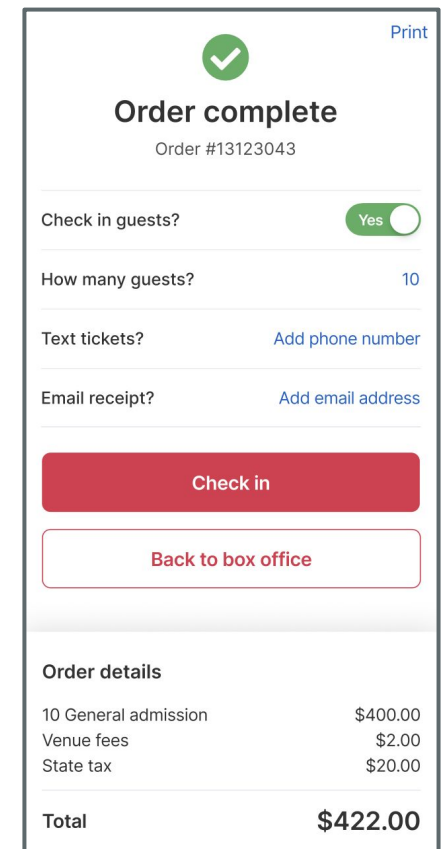 Print
Order complete
Order #13123043
Check in guests? Yes
How many guests? 10
Text tickets? Add phone number
Email receipt? Add email address
Check in
Back to box office
Order details
10 General admission $400.00
Venue fees $2.00
State tax $20.00
Total $422.00